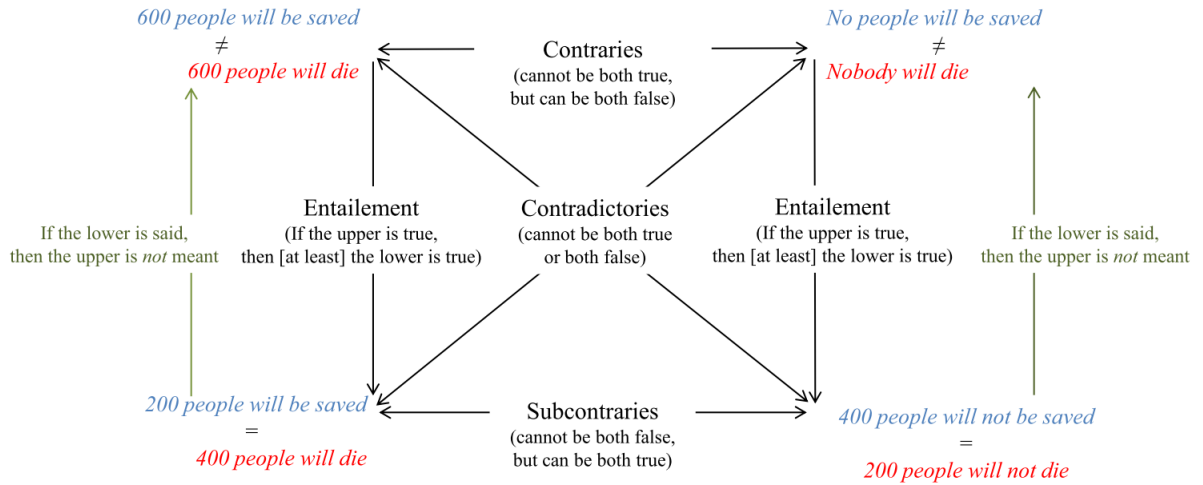 600 people will be saved
≠
600 people will die
Contraries
(cannot be both true,
but can be both false)
No people will be saved
≠
Nobody will die
If the lower is said,
then the upper is not meant
Entailement
(If the upper is true,
then [at least] the lower is true)
Contradictories
(cannot be both true
or both false)
Entailement
(If the upper is true,
then [at least] the lower is true)
If the lower is said,
then the upper is not meant
200 people will be saved
=
400 people will die
Subcontraries
(cannot be both false,
but can be both true)
400 people will not be saved
=
200 people will not die